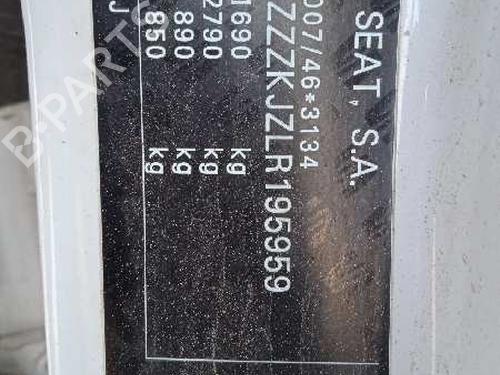 SEAT, S.A.
007/46*3134
ZZZKJZLR195959
1690 kg
2790 kg
890 kg
850 kg
J
B-PARTS